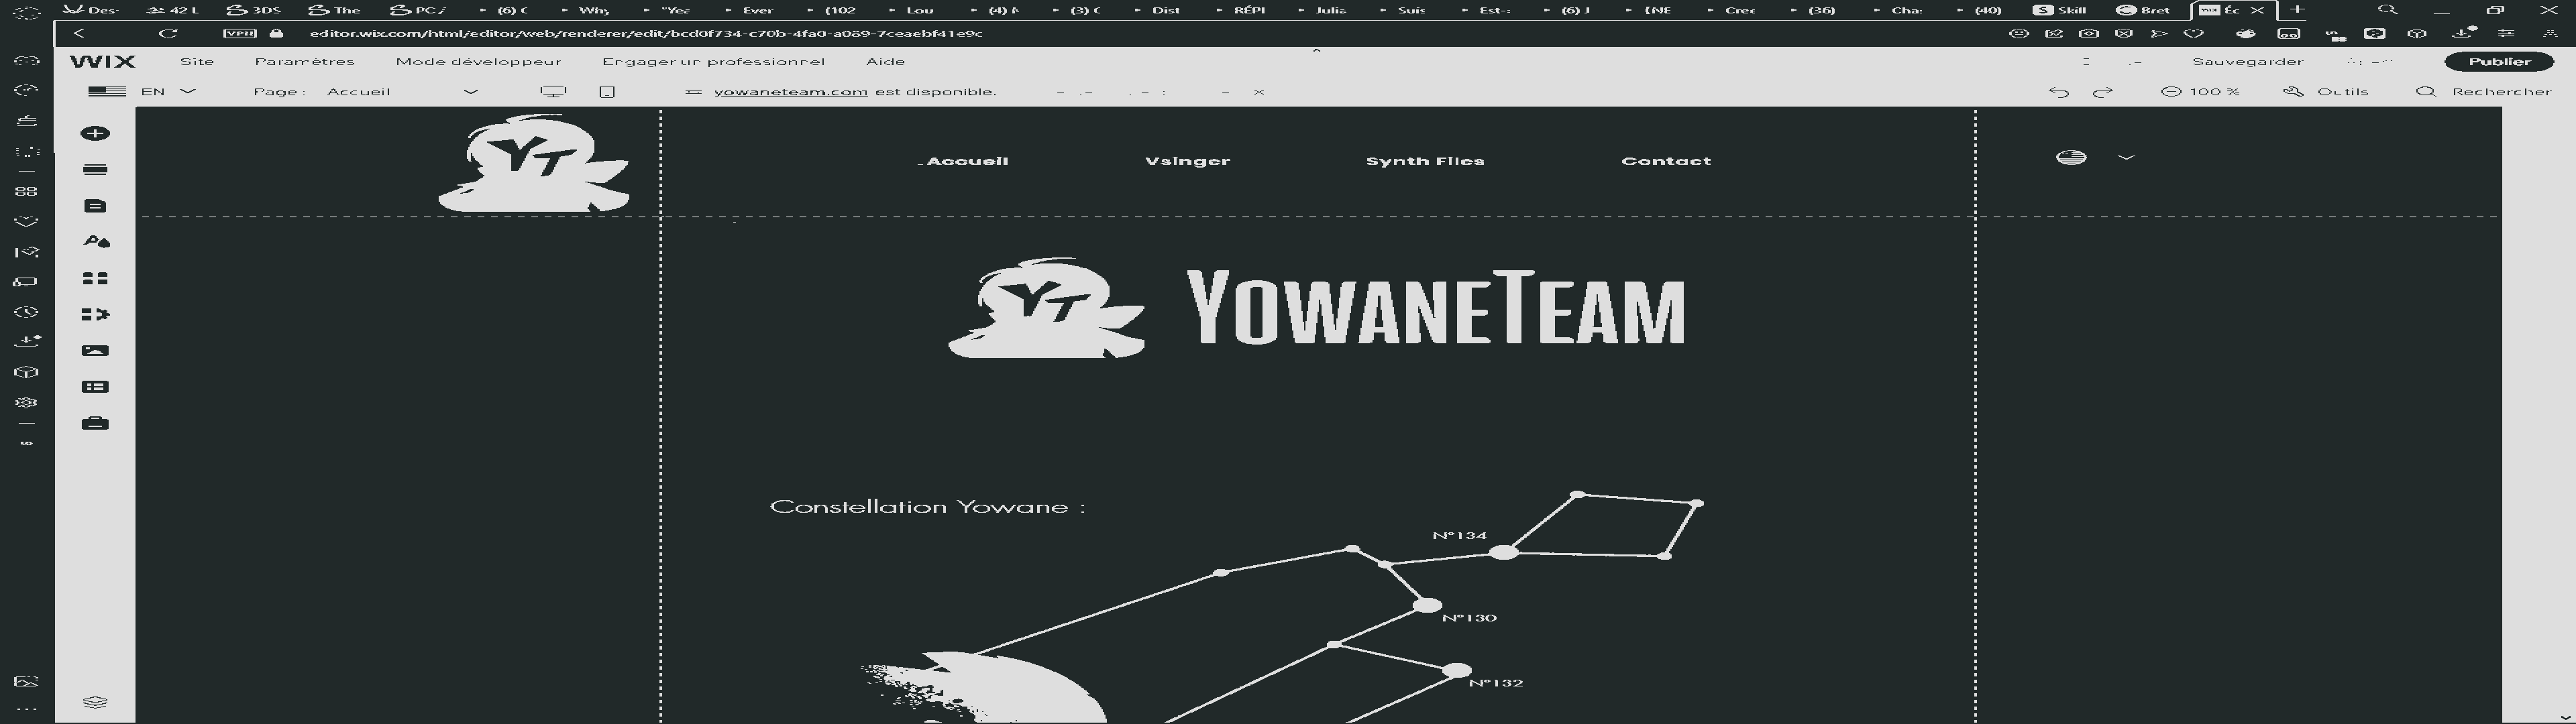 Des- 42 L 3DS The PC / (6) C Why "Yea Ever (102 Lou (4) M (3) C Dist RÉPI Julia Suis Est-: (6) J [NE Cree (36) Cha: (40) Skill Bret WIX Éc
VPN editor.wix.com/html/editor/web/renderer/edit/bcd0f734-c70b-4fa0-a089-7ceaebf41e9c
WIX Site Paramètres Mode développeur Engager un professionnel Aide Sauvegarder Publier
EN Page : Accueil yowaneteam.com est disponible. 100 % Outils Rechercher
YT Accueil Vsinger Synth Files Contact
YT YOWANETEAM
Constellation Yowane :
N°134
N°130
N°132